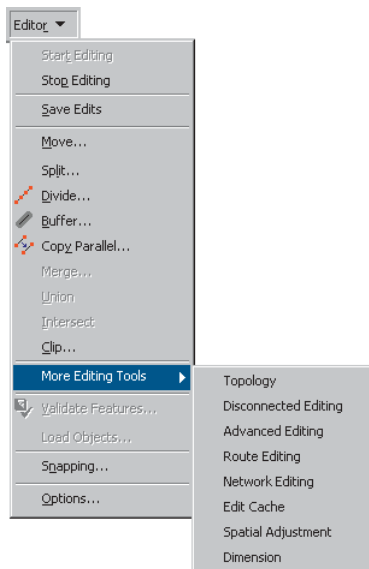 Editor
Start Editing
Stop Editing
Save Edits
Move...
Split...
Divide...
Buffer...
Copy Parallel...
Merge...
Union
Intersect
Clip...
More Editing Tools
Validate Features...
Load Objects...
Snapping...
Options...
Topology
Disconnected Editing
Advanced Editing
Route Editing
Network Editing
Edit Cache
Spatial Adjustment
Dimension